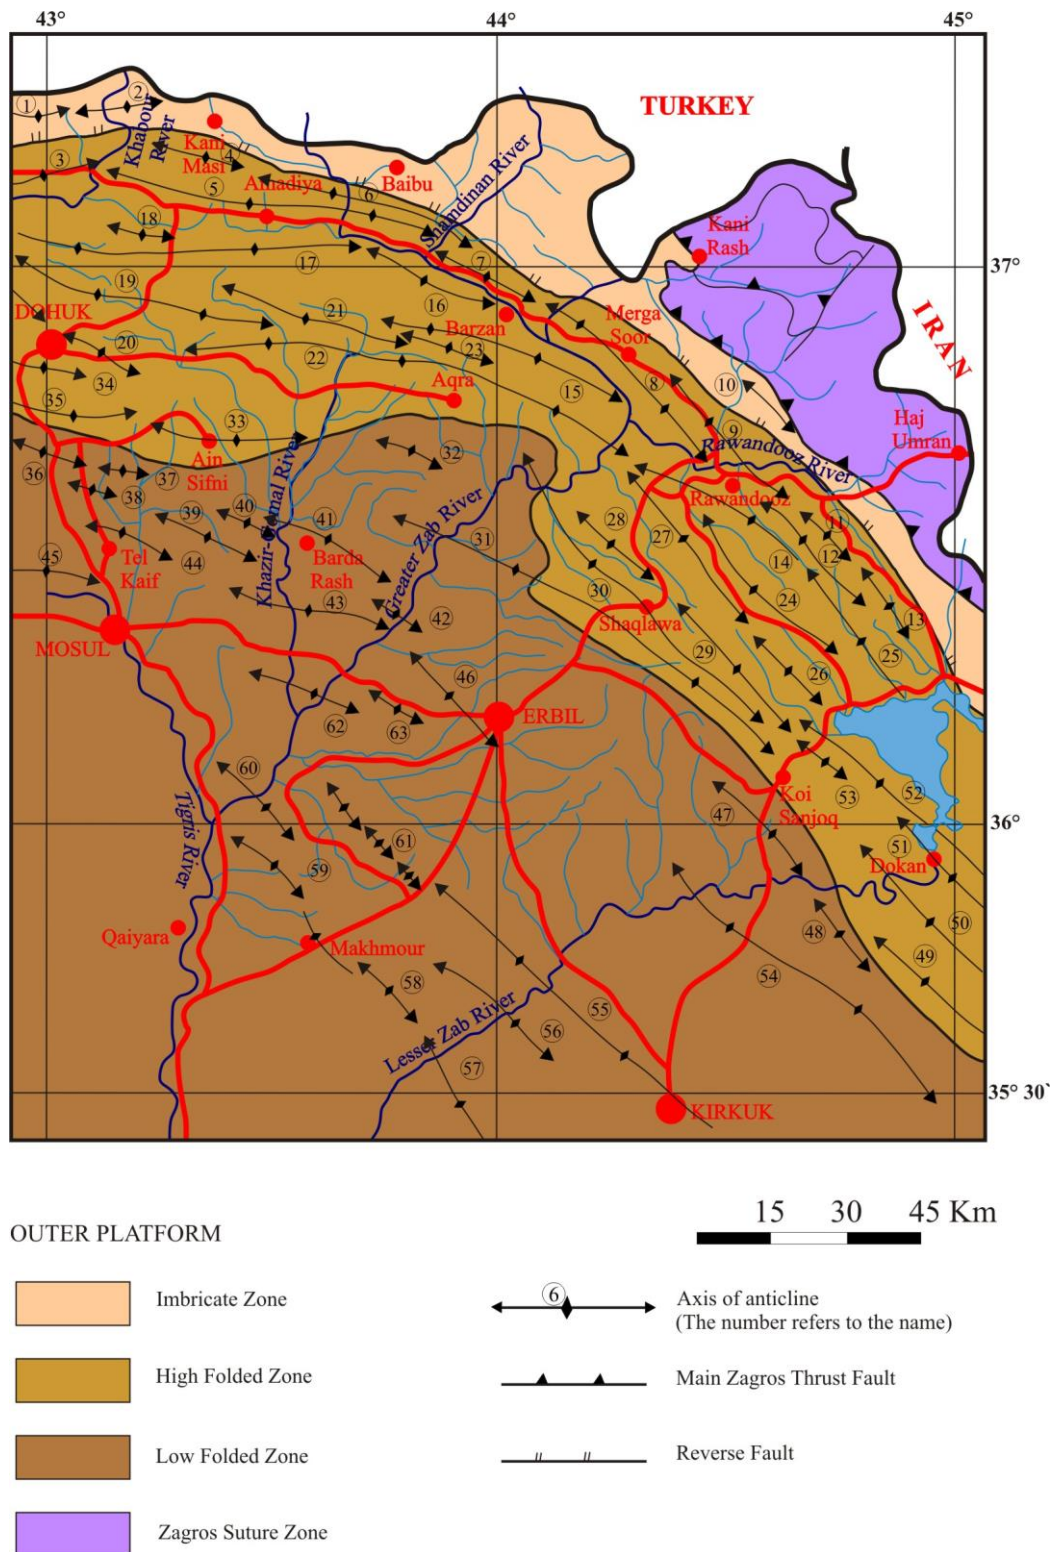 43°
44°
45°
TURKEY
1
2
Khabour
River
Kani
Masi
3
4
5
Amadiya
6
Baibu
Shamdinan River
Kani
Rash
18
17
7
37°
19
16
IRAN
DOHUK
21
Barzan
Merga
Soor
20
22
23
8
10
34
Aqra
15
35
33
9
Haj
Umran
Ain
Sifni
32
Rawandooz River
36
37
38
Rawandooz
39
40
41
31
28
27
11
Khazir-Gomal River
Greater Zab River
14
12
45
Tel
Kaif
44
Barda
Rash
30
24
43
42
Shaqlawa
13
MOSUL
29
25
46
26
62
63
ERBIL
60
Koi
Sanjoq
53
52
47
36°
Tigris River
61
51
59
Dokan
Qaiyara
Makhmour
48
50
58
54
49
Lesser Zab River
55
56
57
35° 30`
KIRKUK
OUTER PLATFORM
15 30 45 Km
Imbricate Zone
6
Axis of anticline
(The number refers to the name)
High Folded Zone
Main Zagros Thrust Fault
Low Folded Zone
Reverse Fault
Zagros Suture Zone